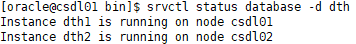 [oracle@csdl01 bin]$ srvctl status database -d dth
Instance dth1 is running on node csdl01
Instance dth2 is running on node csdl02